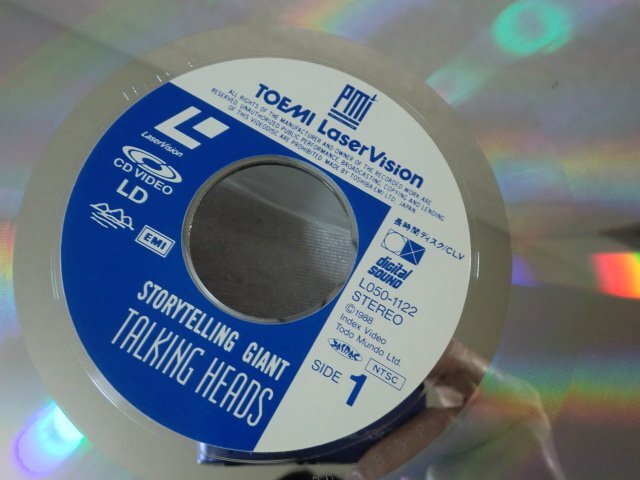 PMI
TOEMI LaserVision
ALL RIGHTS OF THE MANUFACTURER AND OWNER OF THE RECORDED WORK ARE
RESERVED. UNAUTHORIZED PUBLIC PERFORMANCE, BROADCASTING, COPYING, AND LENDING
OF THIS VIDEODISC ARE PROHIBITED. MADE BY TOSHIBA EMI LTD. JAPAN
L
LaserVision
CD VIDEO
LD
EMI
長時間ディスク/CLV
digital
SOUND
L050-1122
STEREO
©1988
Index Video
Todo Mundo Ltd.
JASRAC
NTSC
STORYTELLING GIANT
TALKING HEADS
SIDE 1